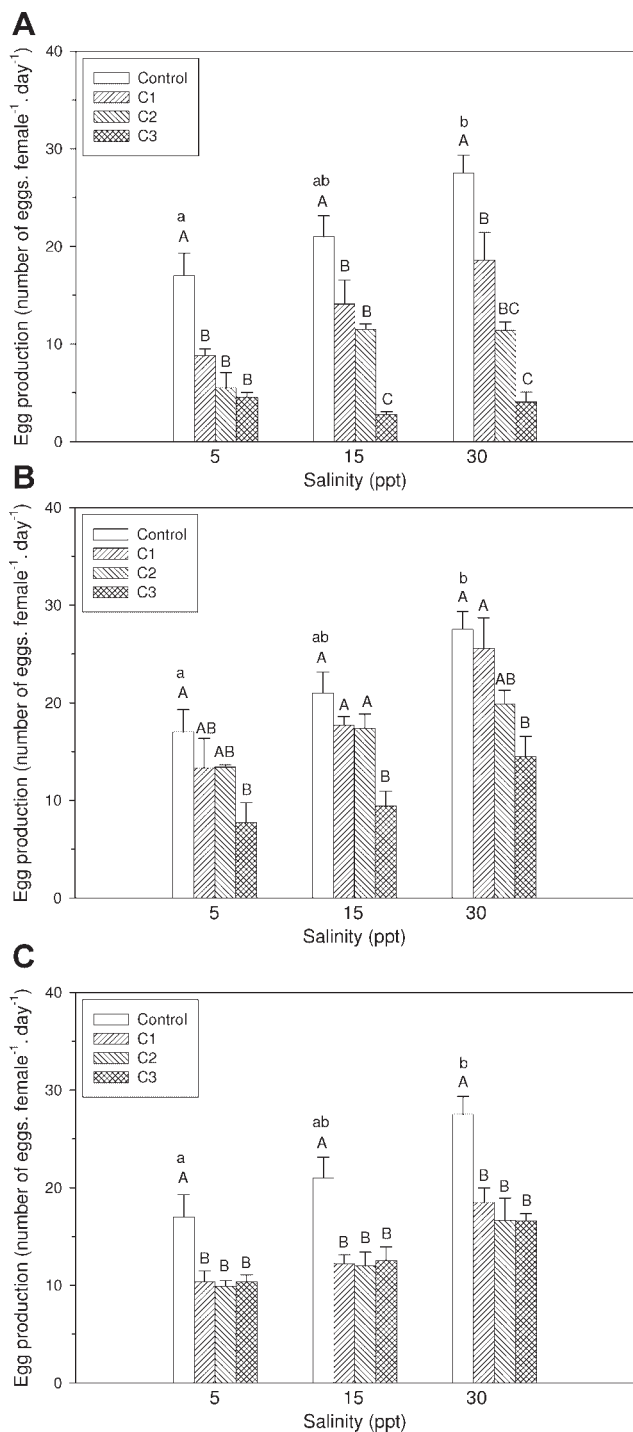 A
Egg production (number of eggs. female⁻¹. day⁻¹)
40
30
20
10
0
Control
C1
C2
C3
a
A
B
B
B
ab
A
B
B
C
b
A
B
BC
C
5
15
30
Salinity (ppt)
B
Egg production (number of eggs. female⁻¹. day⁻¹)
40
30
20
10
0
Control
C1
C2
C3
a
A
AB
AB
B
ab
A
A
A
B
b
A
A
AB
B
5
15
30
Salinity (ppt)
C
Egg production (number of eggs. female⁻¹. day⁻¹)
40
30
20
10
0
Control
C1
C2
C3
a
A
B
B
B
ab
A
B
B
B
b
A
B
B
B
5
15
30
Salinity (ppt)